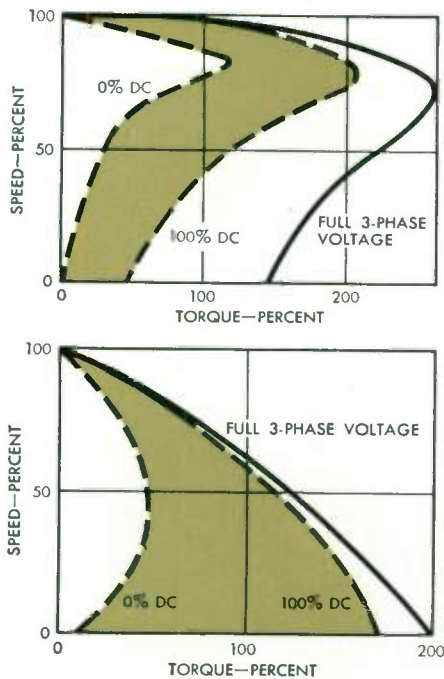 100
SPEED—PERCENT
50
0
0% DC
100% DC
FULL 3-PHASE
VOLTAGE
0
100
200
TORQUE—PERCENT
100
SPEED—PERCENT
50
0
FULL 3-PHASE VOLTAGE
0% DC
100% DC
0
100
200
TORQUE—PERCENT